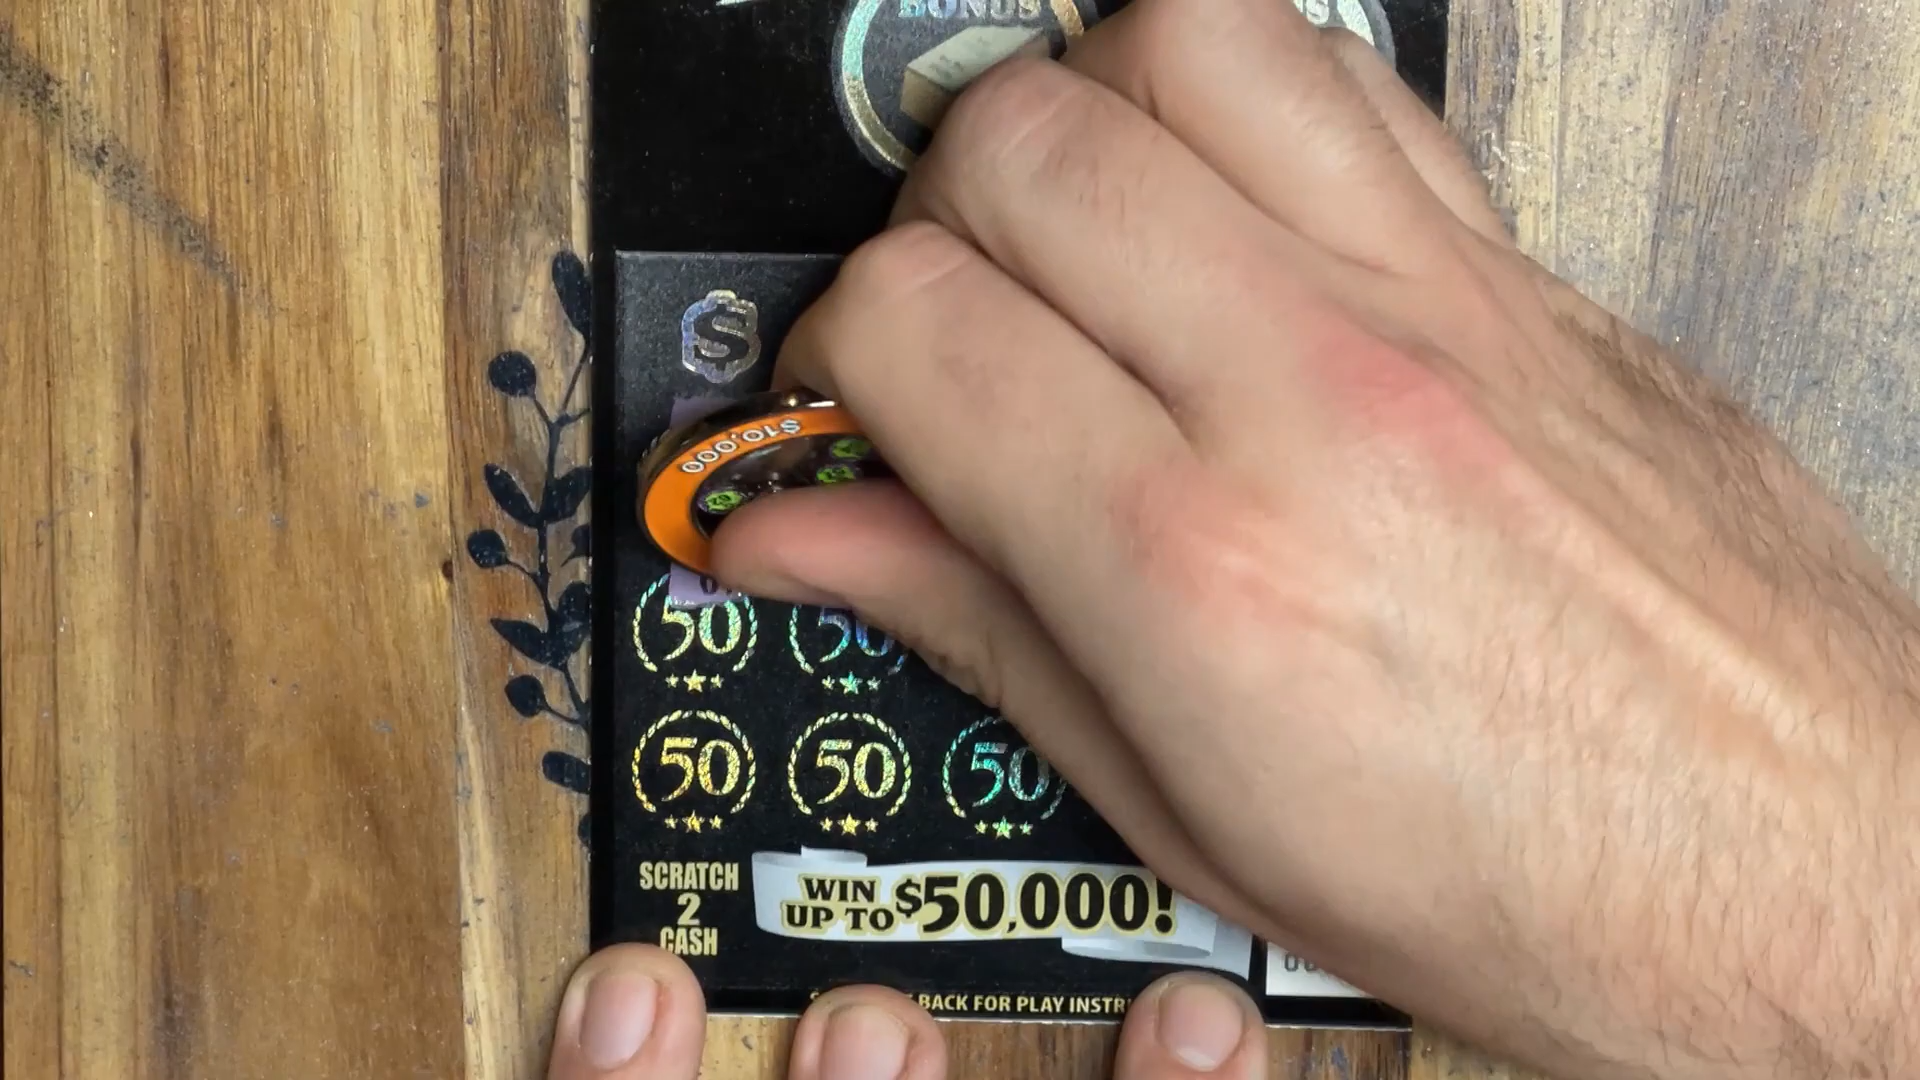 BONUS
$
$10,000
50 50
50 50 50
SCRATCH
2
CASH
WIN
UP TO $50,000!
BACK FOR PLAY